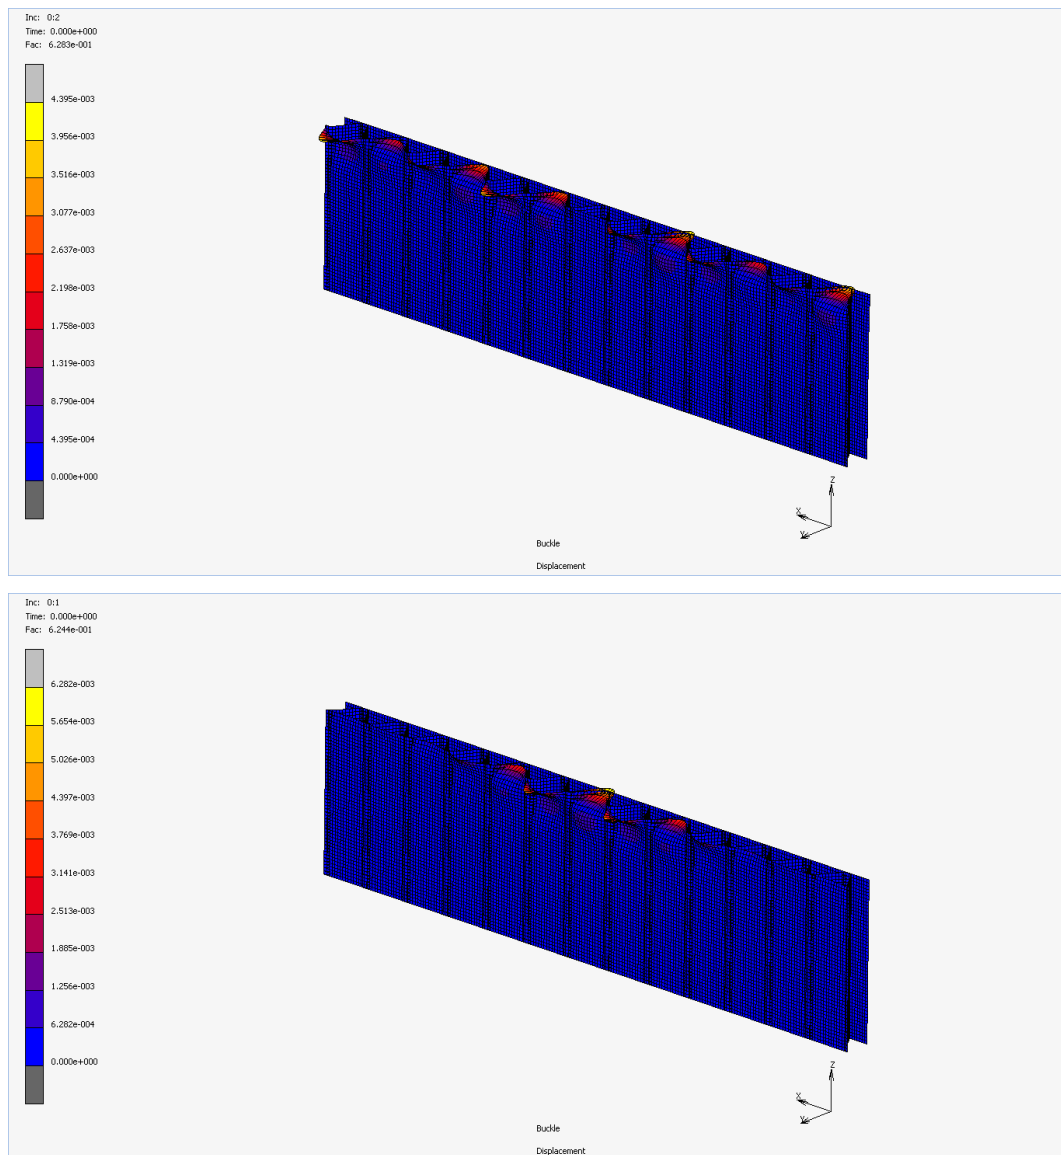 Inc: 0:2
Time: 0.000e+000
Fac: 6.283e-001
4.395e-003
3.956e-003
3.516e-003
3.077e-003
2.637e-003
2.198e-003
1.758e-003
1.319e-003
8.790e-004
4.395e-004
0.000e+000
Z
X
Y
Buckle
Displacement
Inc: 0:1
Time: 0.000e+000
Fac: 6.244e-001
6.282e-003
5.654e-003
5.026e-003
4.397e-003
3.769e-003
3.141e-003
2.513e-003
1.885e-003
1.256e-003
6.282e-004
0.000e+000
Z
X
Y
Buckle
Displacement